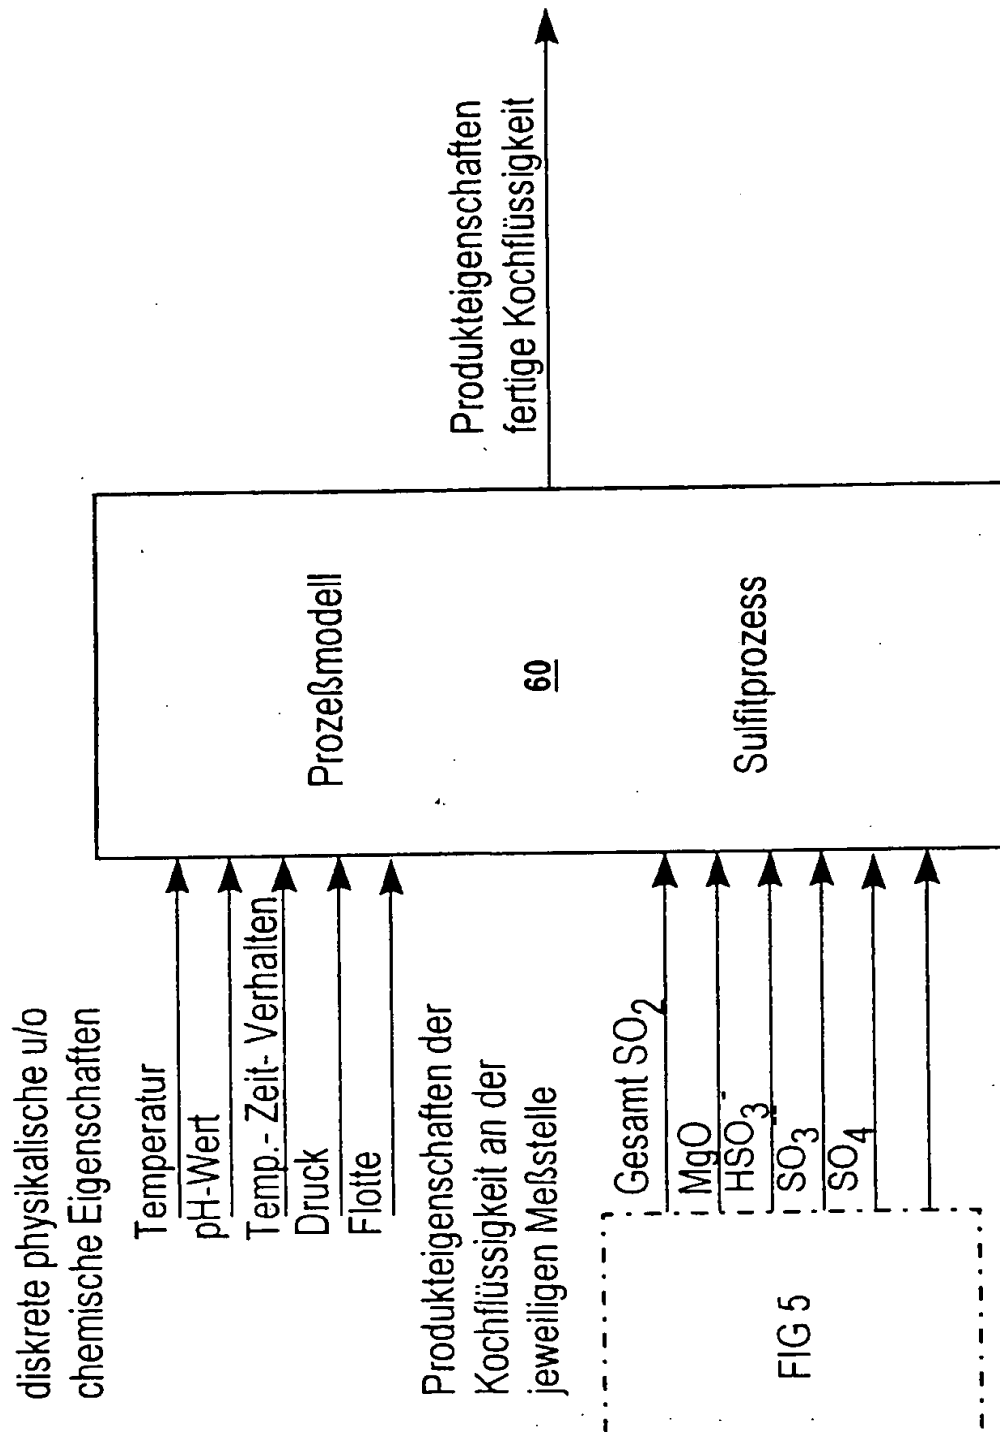 diskrete physikalische u/o
chemische Eigenschaften
Temperatur
pH-Wert
Temp.- Zeit- Verhalten
Druck
Flotte
Produkteigenschaften der
Kochflüssigkeit an der
jeweiligen Meßstelle
Gesamt SO₂
MgO
HSO₃⁻
SO₃
SO₄
FIG 5
Prozeßmodell
60
Sulfitprozess
Produkteigenschaften
fertige Kochflüssigkeit